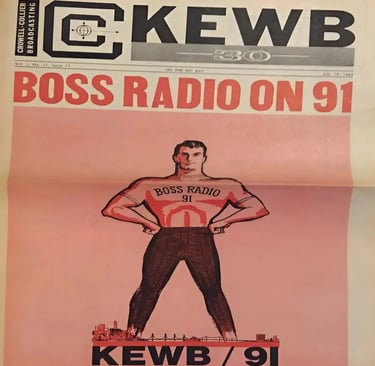 CROWELL-COLLIER
BROADCASTING
C
KEWB
30
BOSS RADIO ON 91
BOSS RADIO
91
KEWB / 91